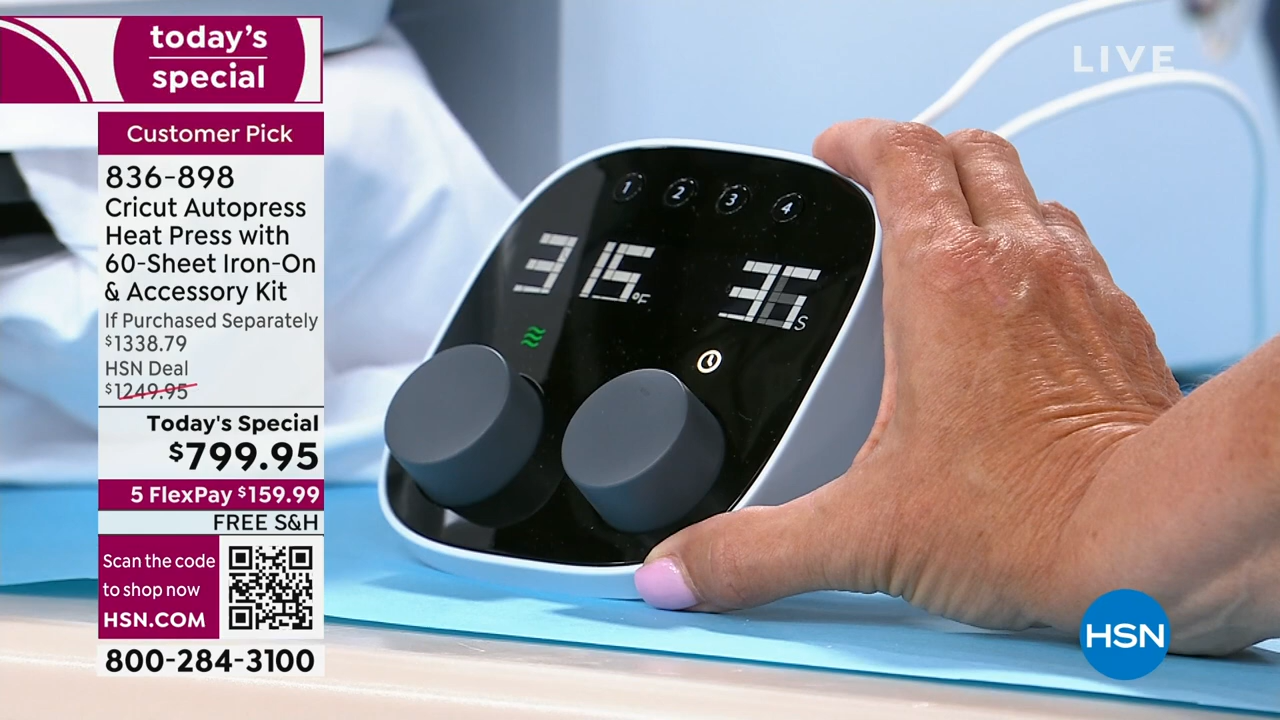 today's
special
Customer Pick
836-898
Cricut Autopress
Heat Press with
60-Sheet Iron-On
& Accessory Kit
If Purchased Separately
$1338.79
HSN Deal
$1249.95
Today's Special
$799.95
5 FlexPay $159.99
FREE S&H
Scan the code
to shop now
HSN.COM
800-284-3100
LIVE
1 2 3 4
315 °F
S
HSN